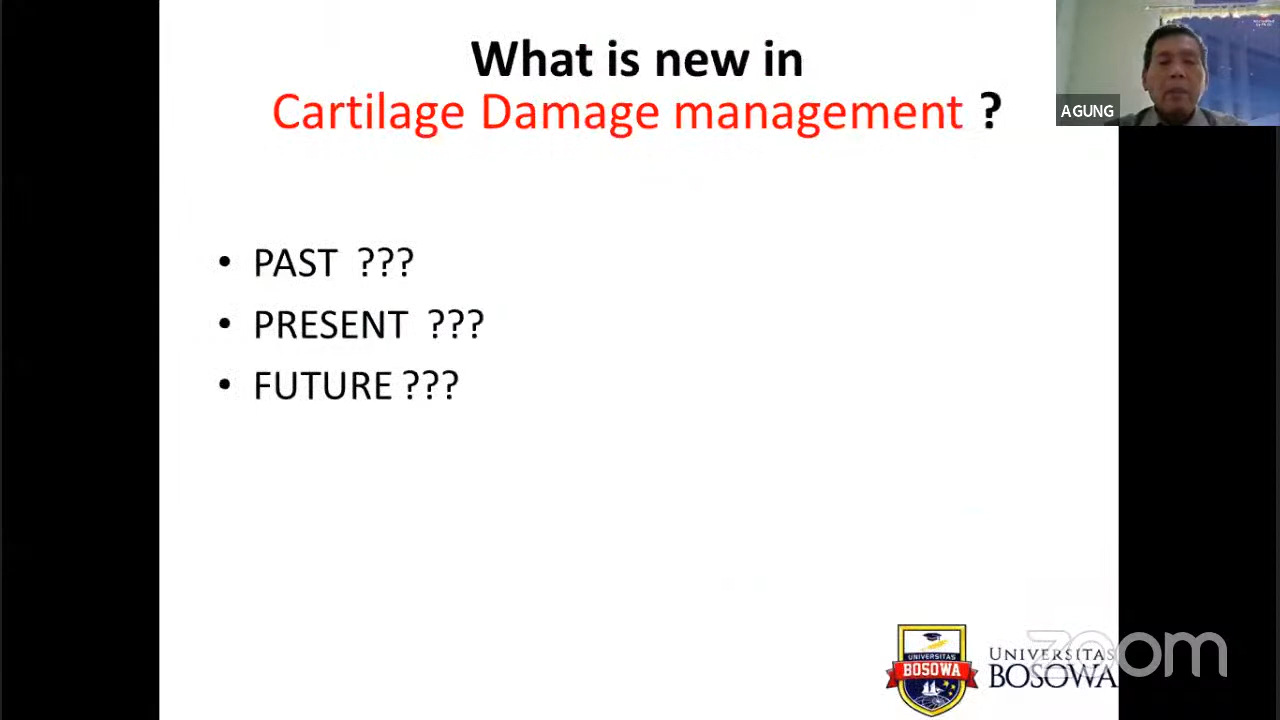 What is new in
Cartilage Damage management ?
AGUNG
• PAST ???
• PRESENT ???
• FUTURE ???
UNIVERSITAS
BOSOWA
UNIVERSITAS
BOSOWA
zoom